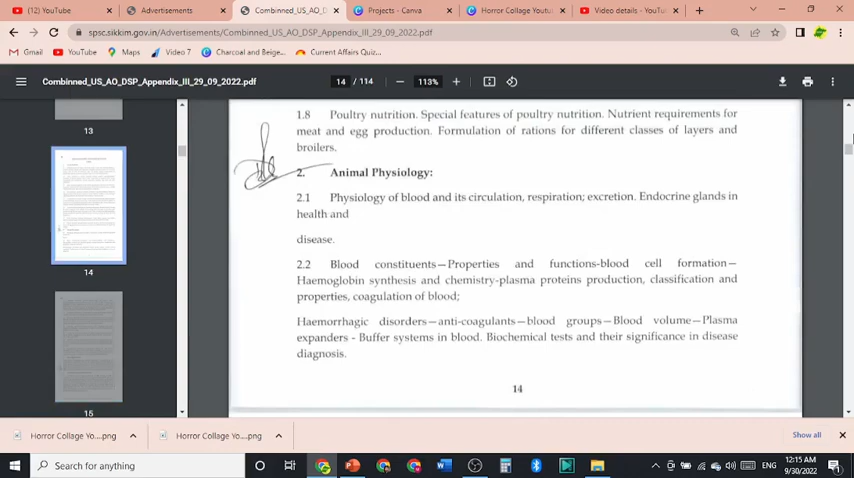 (1) YouTube
Advertisements
Combinned_US_AO_D
Projects - Canva
Horror Collage Youtu
Video details - YouTu
spsc.sikkim.gov.in/Advertisements/Combinned_US_AO_DSP_Appendix_III_29_09_2022.pdf
Gmail
YouTube
Maps
Video 7
Charcoal and Beige...
Current Affairs Quiz...
Combinned_US_AO_DSP_Appendix_III_29_09_2022.pdf
14 / 114
113%
13
14
15
1.8 Poultry nutrition. Special features of poultry nutrition. Nutrient requirements for
meat and egg production. Formulation of rations for different classes of layers and
broilers.
2. Animal Physiology:
2.1 Physiology of blood and its circulation, respiration; excretion. Endocrine glands in
health and
disease.
2.2 Blood constituents—Properties and functions-blood cell formation—
Haemoglobin synthesis and chemistry-plasma proteins production, classification and
properties, coagulation of blood;
Haemorrhagic disorders—anti-coagulants—blood groups—Blood volume—Plasma
expanders - Buffer systems in blood. Biochemical tests and their significance in disease
diagnosis.
14
Horror Collage Yo....png
Horror Collage Yo....png
Show all
Search for anything
ENG
12:15 AM
9/30/2022